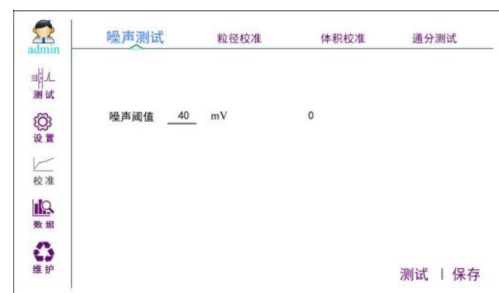 admin
噪声测试 粒径校准 体积校准 通分测试
测试
噪声阈值 40 mV 0
设置
校准
数据
维护
测试 | 保存